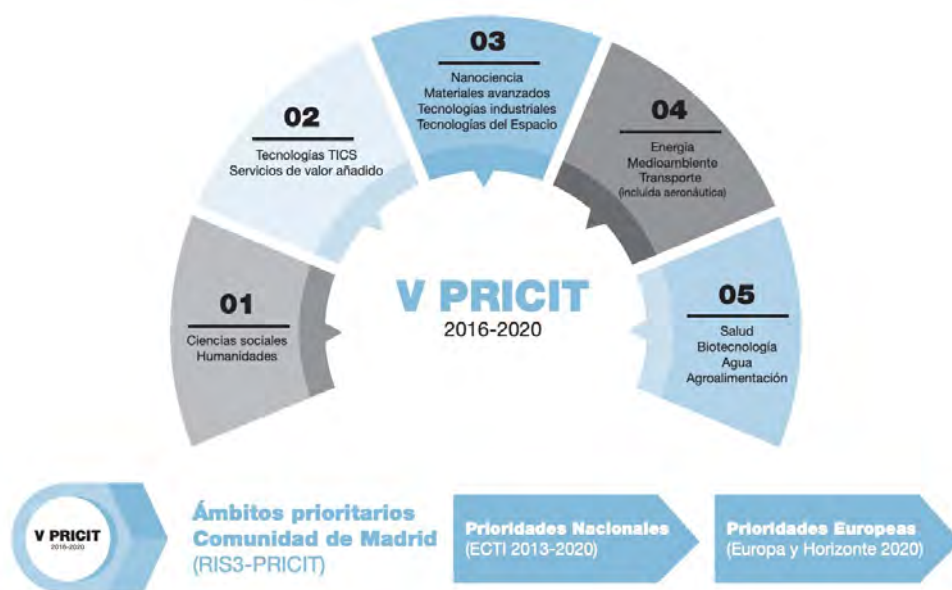 01
Ciencias sociales
Humanidades
02
Tecnologías TICS
Servicios de valor añadido
03
Nanociencia
Materiales avanzados
Tecnologías industriales
Tecnologías del Espacio
04
Energía
Medioambiente
Transporte
(incluída aeronáutica)
05
Salud
Biotecnología
Agua
Agroalimentación
V PRICIT
2016-2020
V PRICIT
2016-2020
Ámbitos prioritarios
Comunidad de Madrid
(RIS3-PRICIT)
Prioridades Nacionales
(ECTI 2013-2020)
Prioridades Europeas
(Europa y Horizonte 2020)